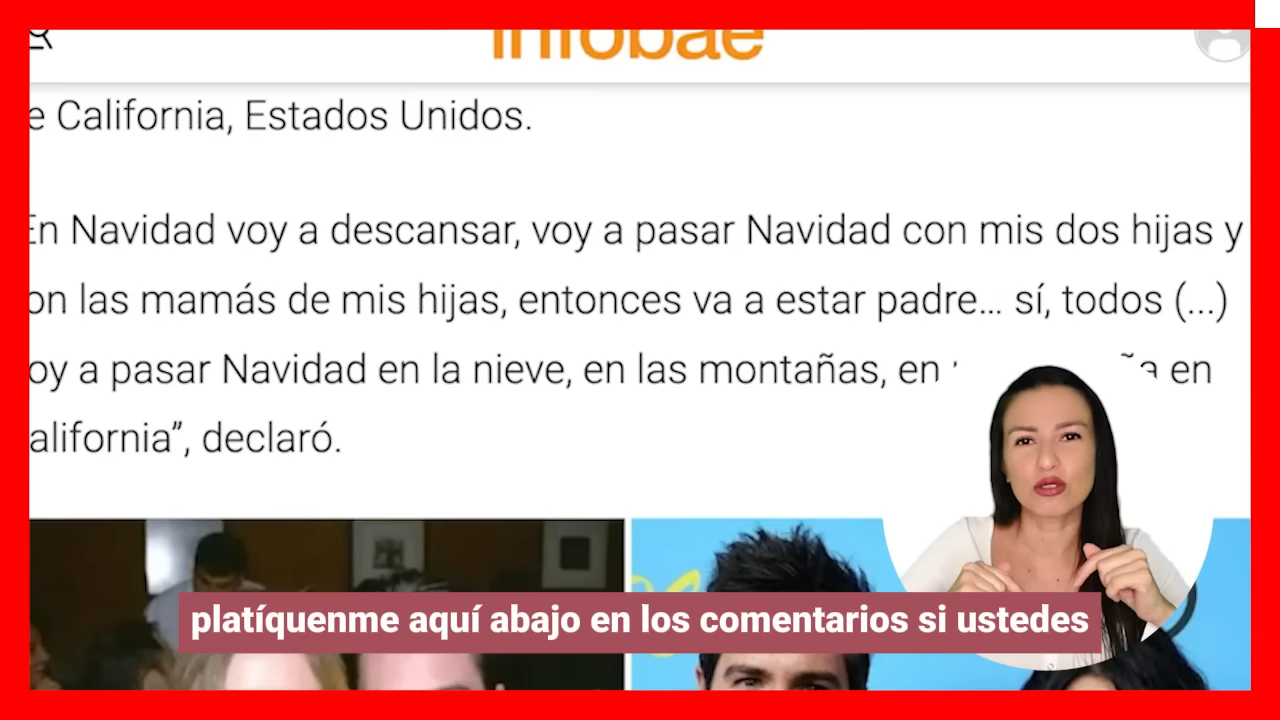 infobae
e California, Estados Unidos.
En Navidad voy a descansar, voy a pasar Navidad con mis dos hijas y
on las mamás de mis hijas, entonces va a estar padre... sí, todos (...)
oy a pasar Navidad en la nieve, en las montañas, en
en
alifornia”, declaró.
platíquenme aquí abajo en los comentarios si ustedes